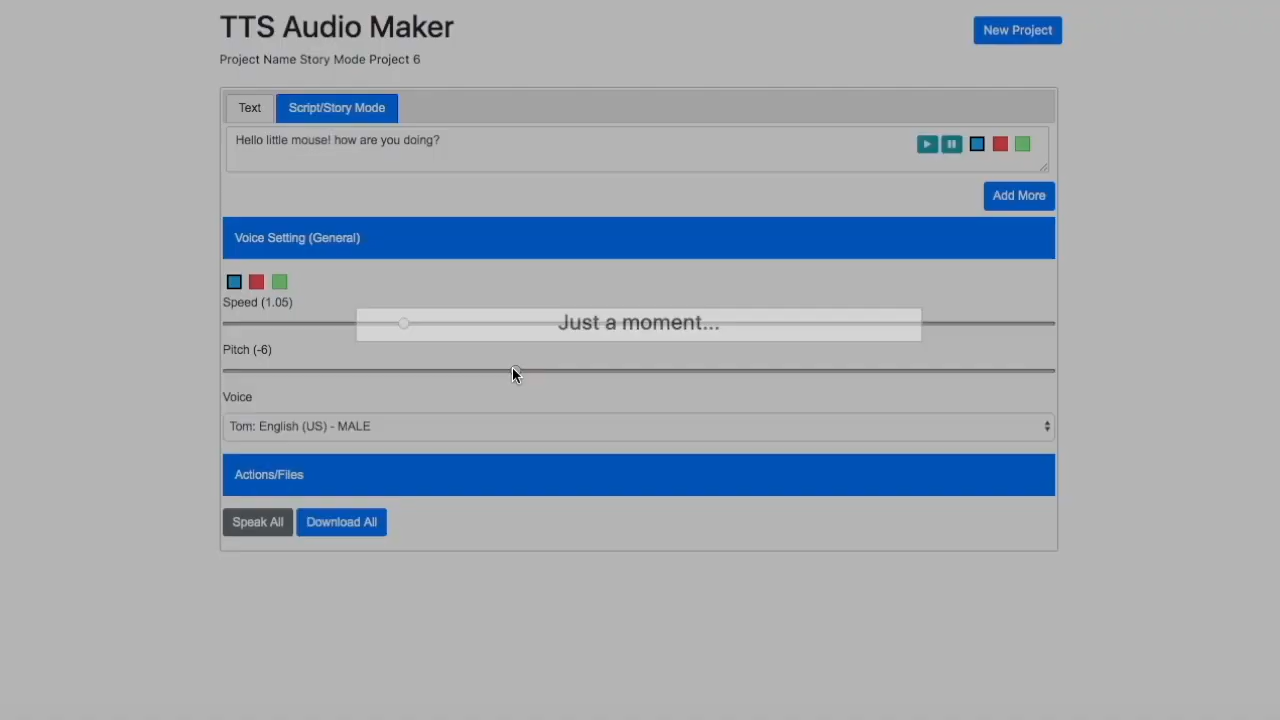 TTS Audio Maker
New Project
Project Name Story Mode Project 6
Text
Script/Story Mode
Hello little mouse! how are you doing?
Add More
Voice Setting (General)
Speed (1.05)
Just a moment...
Pitch (-6)
Voice
Tom: English (US) - MALE
Actions/Files
Speak All
Download All